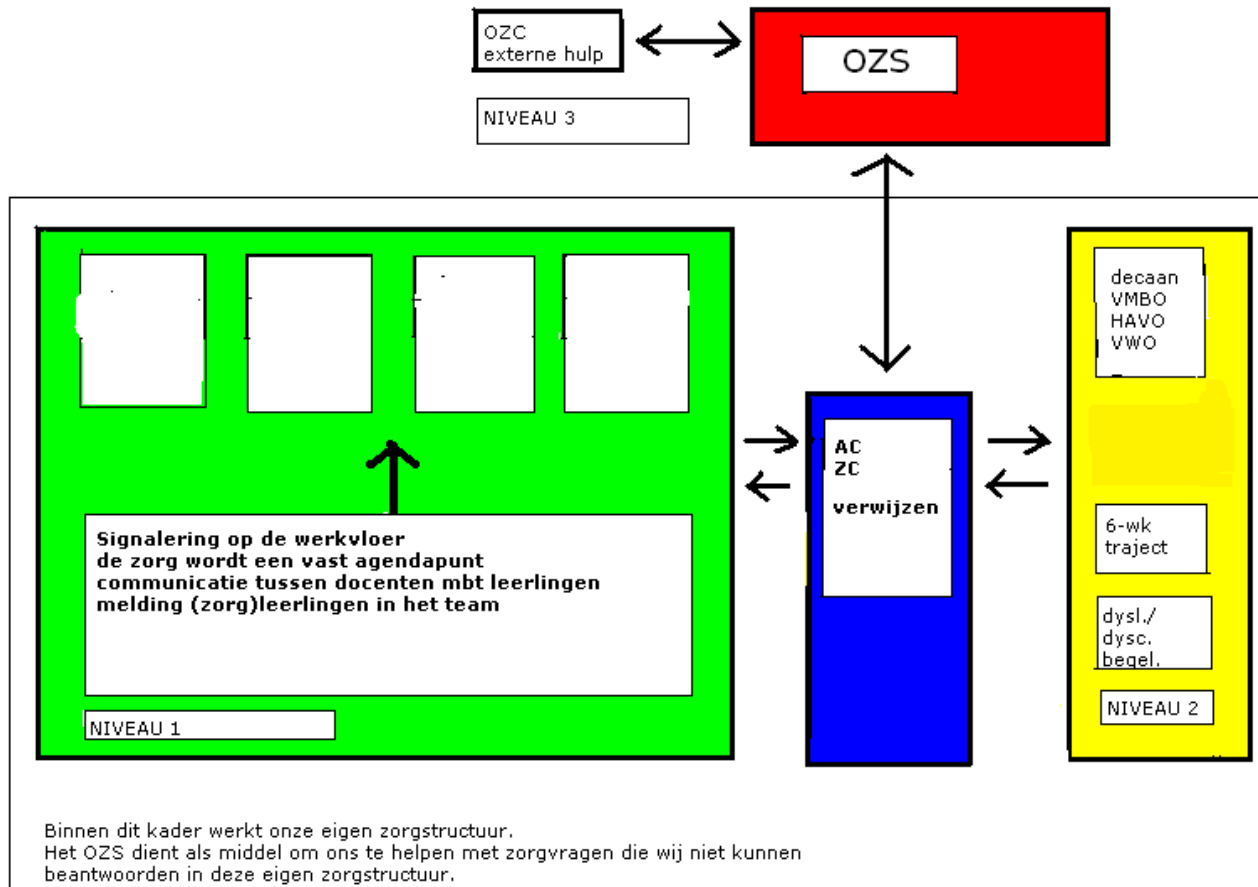 OZC
externe hulp
OZS
NIVEAU 3
decaan
VMBO
HAVO
VWO
AC
ZC
verwijzen
Signalering op de werkvloer
de zorg wordt een vast agendapunt
communicatie tussen docenten mbt leerlingen
melding (zorg)leerlingen in het team
NIVEAU 1
6-wk
traject
dysl./
dysc.
begel.
NIVEAU 2
Binnen dit kader werkt onze eigen zorgstructuur.
Het OZS dient als middel om ons te helpen met zorgvragen die wij niet kunnen
beantwoorden in deze eigen zorgstructuur.